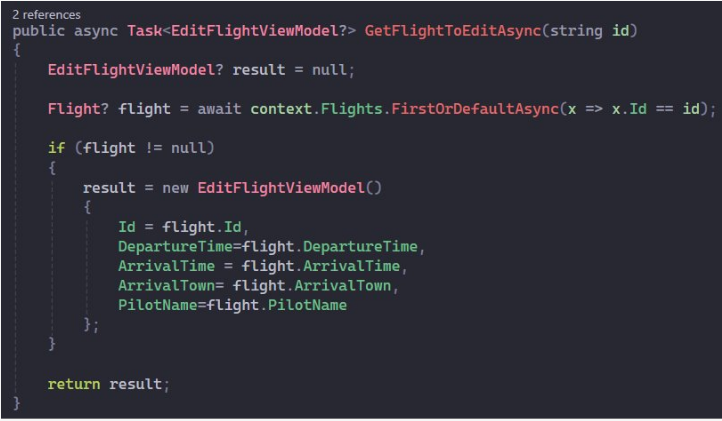 2 references
public async Task<EditFlightViewModel?> GetFlightToEditAsync(string id)
{
    EditFlightViewModel? result = null;

    Flight? flight = await context.Flights.FirstOrDefaultAsync(x => x.Id == id);

    if (flight != null)
    {
        result = new EditFlightViewModel()
        {
            Id = flight.Id,
            DepartureTime=flight.DepartureTime,
            ArrivalTime = flight.ArrivalTime,
            ArrivalTown= flight.ArrivalTown,
            PilotName=flight.PilotName
        };
    }

    return result;
}